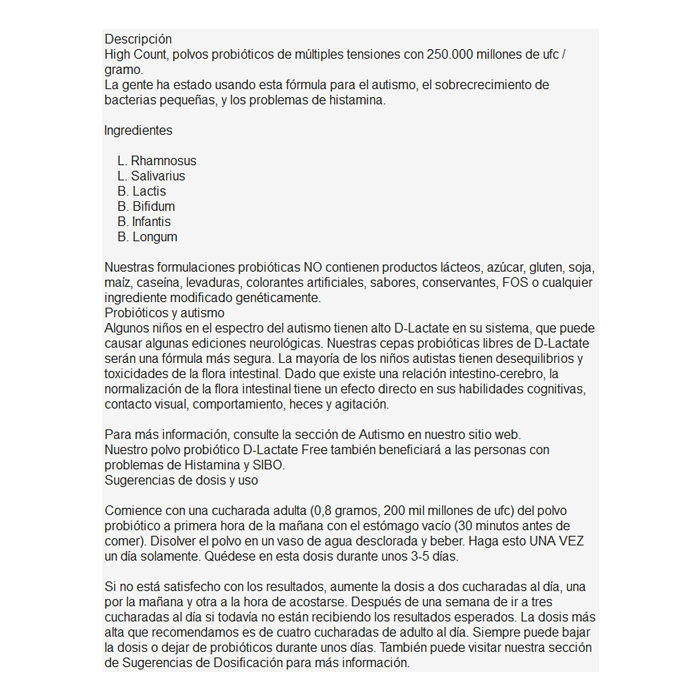 Descripción
High Count, polvos probióticos de múltiples tensiones con 250.000 millones de ufc /
gramo.
La gente ha estado usando esta fórmula para el autismo, el sobrecrecimiento de
bacterias pequeñas, y los problemas de histamina.
Ingredientes
L. Rhamnosus
L. Salivarius
B. Lactis
B. Bifidum
B. Infantis
B. Longum
Nuestras formulaciones probióticas NO contienen productos lácteos, azúcar, gluten, soja,
maíz, caseína, levaduras, colorantes artificiales, sabores, conservantes, FOS o cualquier
ingrediente modificado genéticamente.
Probióticos y autismo
Algunos niños en el espectro del autismo tienen alto D-Lactate en su sistema, que puede
causar algunas ediciones neurológicas. Nuestras cepas probióticas libres de D-Lactate
serán una fórmula más segura. La mayoría de los niños autistas tienen desequilibrios y
toxicidades de la flora intestinal. Dado que existe una relación intestino-cerebro, la
normalización de la flora intestinal tiene un efecto directo en sus habilidades cognitivas,
contacto visual, comportamiento, heces y agitación.
Para más información, consulte la sección de Autismo en nuestro sitio web.
Nuestro polvo probiótico D-Lactate Free también beneficiará a las personas con
problemas de Histamina y SIBO.
Sugerencias de dosis y uso
Comience con una cucharada adulta (0,8 gramos, 200 mil millones de ufc) del polvo
probiótico a primera hora de la mañana con el estómago vacío (30 minutos antes de
comer). Disolver el polvo en un vaso de agua desclorada y beber. Haga esto UNA VEZ
un día solamente. Quédese en esta dosis durante unos 3-5 días.
Si no está satisfecho con los resultados, aumente la dosis a dos cucharadas al día, una
por la mañana y otra a la hora de acostarse. Después de una semana de ir a tres
cucharadas al día si todavía no están recibiendo los resultados esperados. La dosis más
alta que recomendamos es de cuatro cucharadas de adulto al día. Siempre puede bajar
la dosis o dejar de probióticos durante unos días. También puede visitar nuestra sección
de Sugerencias de Dosificación para más información.